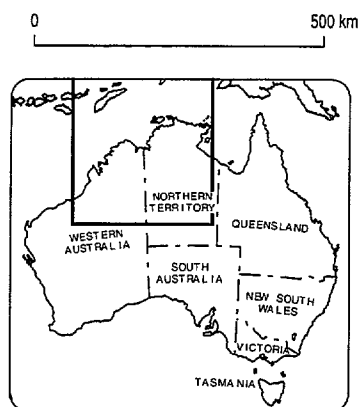 0 500 km
NORTHERN
TERRITORY
WESTERN
AUSTRALIA
QUEENSLAND
SOUTH
AUSTRALIA
NEW SOUTH
WALES
VICTORIA
TASMANIA